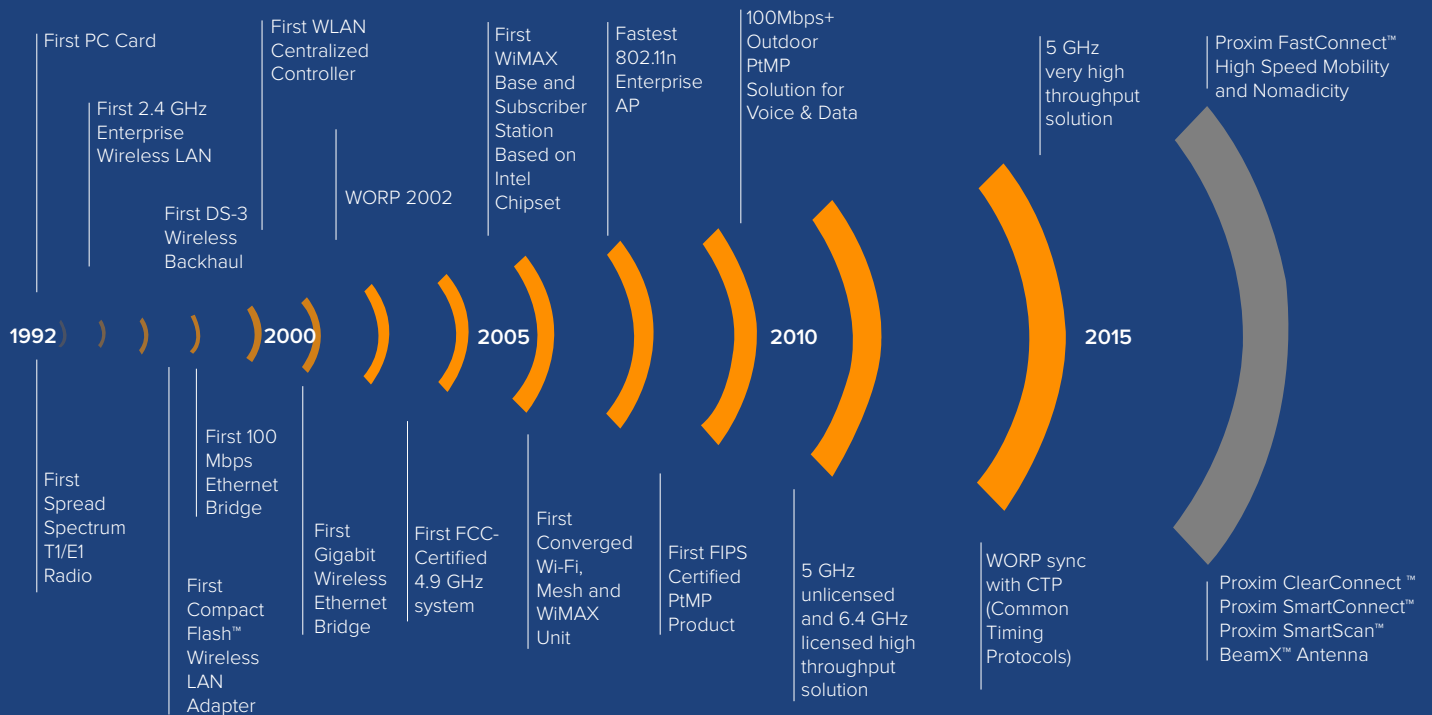 First PC Card
First 2.4 GHz
Enterprise
Wireless LAN
First DS-3
Wireless
Backhaul
First WLAN
Centralized
Controller
WORP 2002
First
WiMAX
Base and
Subscriber
Station
Based on
Intel
Chipset
Fastest
802.11n
Enterprise
AP
100Mbps+
Outdoor
PtMP
Solution for
Voice & Data
5 GHz
very high
throughput
solution
Proxim FastConnect™
High Speed Mobility
and Nomadicity
1992
2000
2005
2010
2015
First
Spread
Spectrum
T1/E1
Radio
First
Compact
Flash™
Wireless
LAN
Adapter
First 100
Mbps
Ethernet
Bridge
First
Gigabit
Wireless
Ethernet
Bridge
First FCC-
Certified
4.9 GHz
system
First
Converged
Wi-Fi,
Mesh and
WiMAX
Unit
First FIPS
Certified
PtMP
Product
5 GHz
unlicensed
and 6.4 GHz
licensed high
throughput
solution
WORP sync
with CTP
(Common
Timing
Protocols)
Proxim ClearConnect ™
Proxim SmartConnect™
Proxim SmartScan™
BeamX™ Antenna